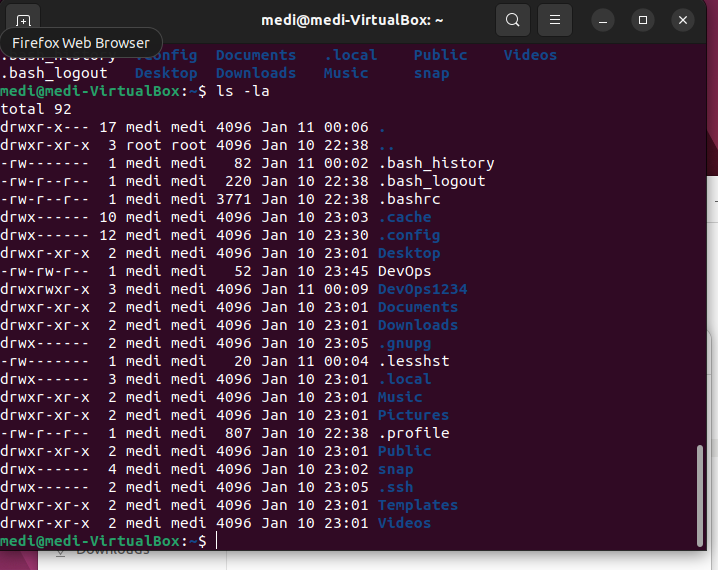 medi@medi-VirtualBox: ~
Firefox Web Browser
.config  Documents  .local  Public  Videos
.bash_logout  Desktop  Downloads  Music  snap
medi@medi-VirtualBox:~$ ls -la
total 92
drwxr-x--- 17 medi medi 4096 Jan 11 00:06 .
drwxr-xr-x  3 root root 4096 Jan 10 22:38 ..
-rw-------  1 medi medi   82 Jan 11 00:02 .bash_history
-rw-r--r--  1 medi medi  220 Jan 10 22:38 .bash_logout
-rw-r--r--  1 medi medi 3771 Jan 10 22:38 .bashrc
drwx------ 10 medi medi 4096 Jan 10 23:03 .cache
drwx------ 12 medi medi 4096 Jan 10 23:30 .config
drwxr-xr-x  2 medi medi 4096 Jan 10 23:01 Desktop
-rw-rw-r--  1 medi medi   52 Jan 10 23:45 DevOps
drwxrwxr-x  3 medi medi 4096 Jan 11 00:09 DevOps1234
drwxr-xr-x  2 medi medi 4096 Jan 10 23:01 Documents
drwxr-xr-x  2 medi medi 4096 Jan 10 23:01 Downloads
drwx------  2 medi medi 4096 Jan 10 23:05 .gnupg
-rw-------  1 medi medi   20 Jan 11 00:04 .lesshst
drwx------  3 medi medi 4096 Jan 10 23:01 .local
drwxr-xr-x  2 medi medi 4096 Jan 10 23:01 Music
drwxr-xr-x  2 medi medi 4096 Jan 10 23:01 Pictures
-rw-r--r--  1 medi medi  807 Jan 10 22:38 .profile
drwxr-xr-x  2 medi medi 4096 Jan 10 23:01 Public
drwx------  4 medi medi 4096 Jan 10 23:02 snap
drwx------  2 medi medi 4096 Jan 10 23:05 .ssh
drwxr-xr-x  2 medi medi 4096 Jan 10 23:01 Templates
drwxr-xr-x  2 medi medi 4096 Jan 10 23:01 Videos
medi@medi-VirtualBox:~$
Downloads